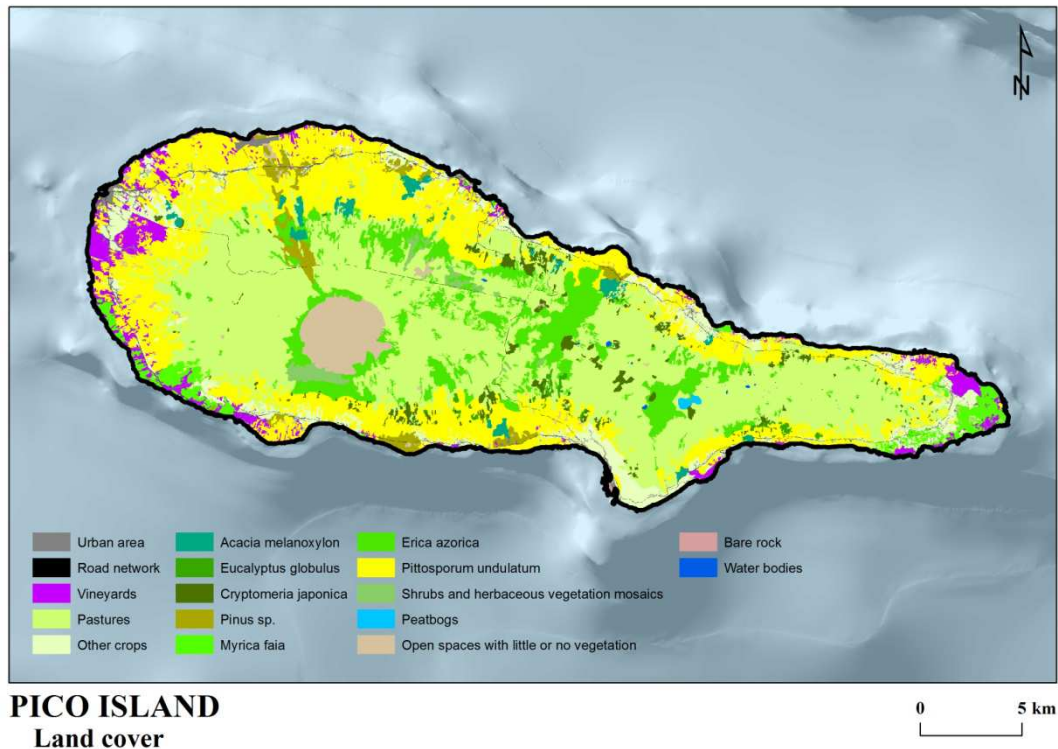 N
Urban area
Road network
Vineyards
Pastures
Other crops
Acacia melanoxylon
Eucalyptus globulus
Cryptomeria japonica
Pinus sp.
Myrica faia
Erica azorica
Pittosporum undulatum
Shrubs and herbaceous vegetation mosaics
Peatbogs
Open spaces with little or no vegetation
Bare rock
Water bodies
PICO ISLAND
Land cover
0 5 km